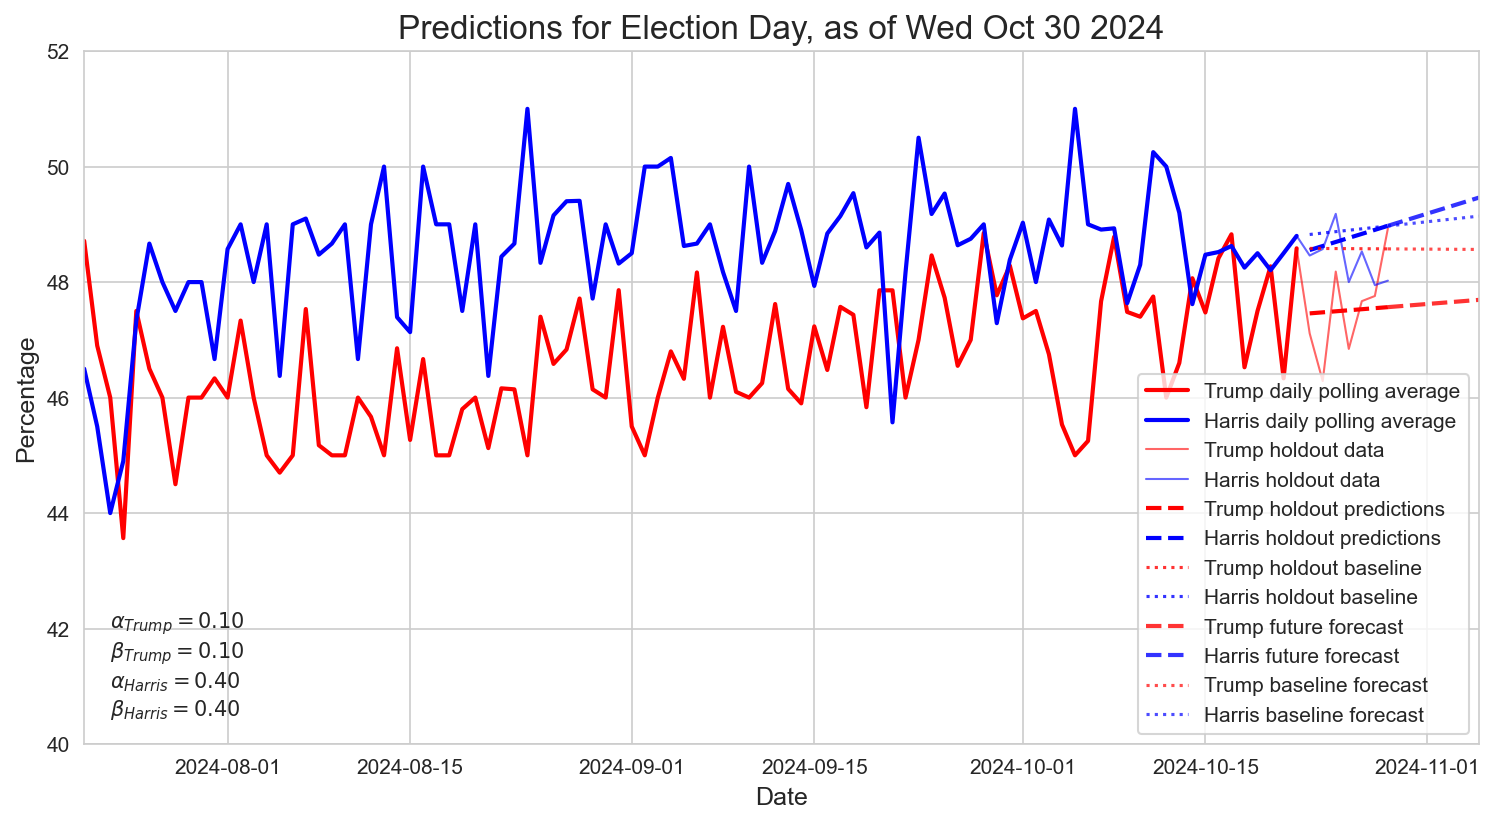 Predictions for Election Day, as of Wed Oct 30 2024
52
50
48
46
44
42
40
Percentage
α_Trump = 0.10
β_Trump = 0.10
α_Harris = 0.40
β_Harris = 0.40
Trump daily polling average
Harris daily polling average
Trump holdout data
Harris holdout data
Trump holdout predictions
Harris holdout predictions
Trump holdout baseline
Harris holdout baseline
Trump future forecast
Harris future forecast
Trump baseline forecast
Harris baseline forecast
2024-08-01 2024-08-15 2024-09-01 2024-09-15 2024-10-01 2024-10-15 2024-11-01
Date